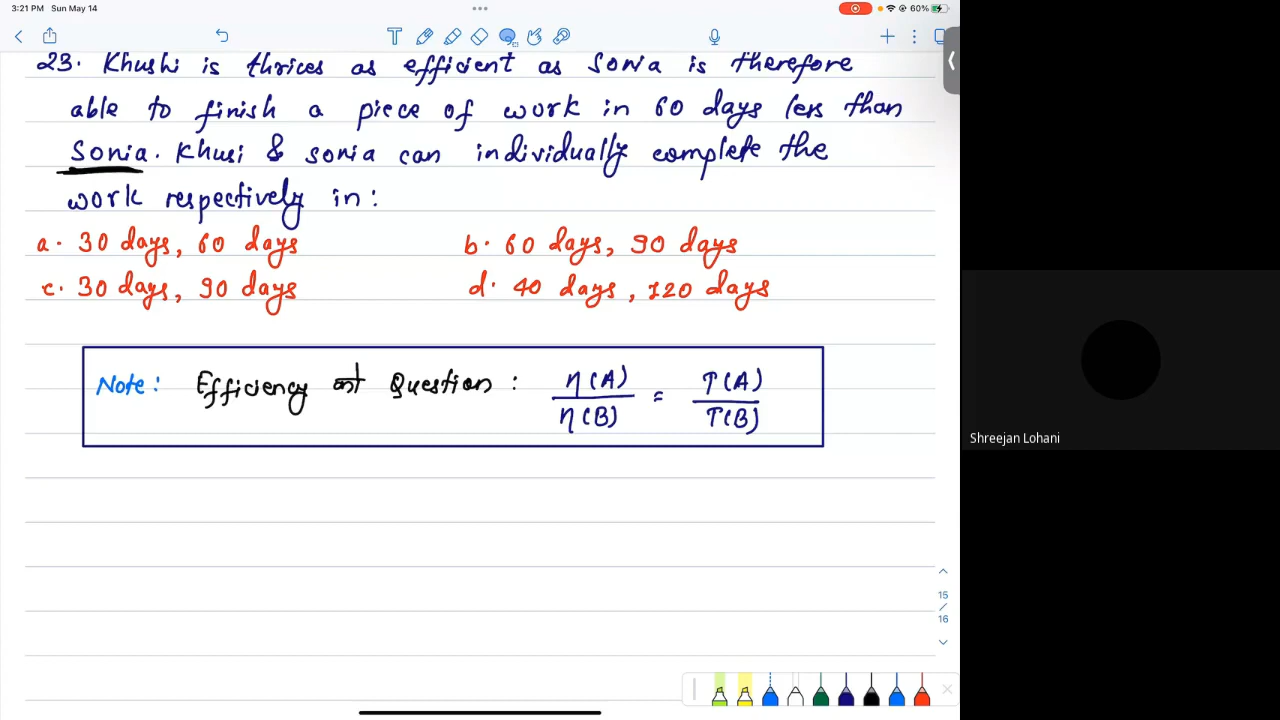 3:21 PM Sun May 14
60%
23. Khushi is thrices as efficient as Sonia is therefore
able to finish a piece of work in 60 days less than
Sonia. Khusi & sonia can individually complete the
work respectively in:
a. 30 days, 60 days
b. 60 days, 90 days
c. 30 days, 90 days
d. 40 days, 120 days
Note: Efficiency Question : η(A) / η(B) = T(A) / T(B)
Shreejan Lohani
15
/
16